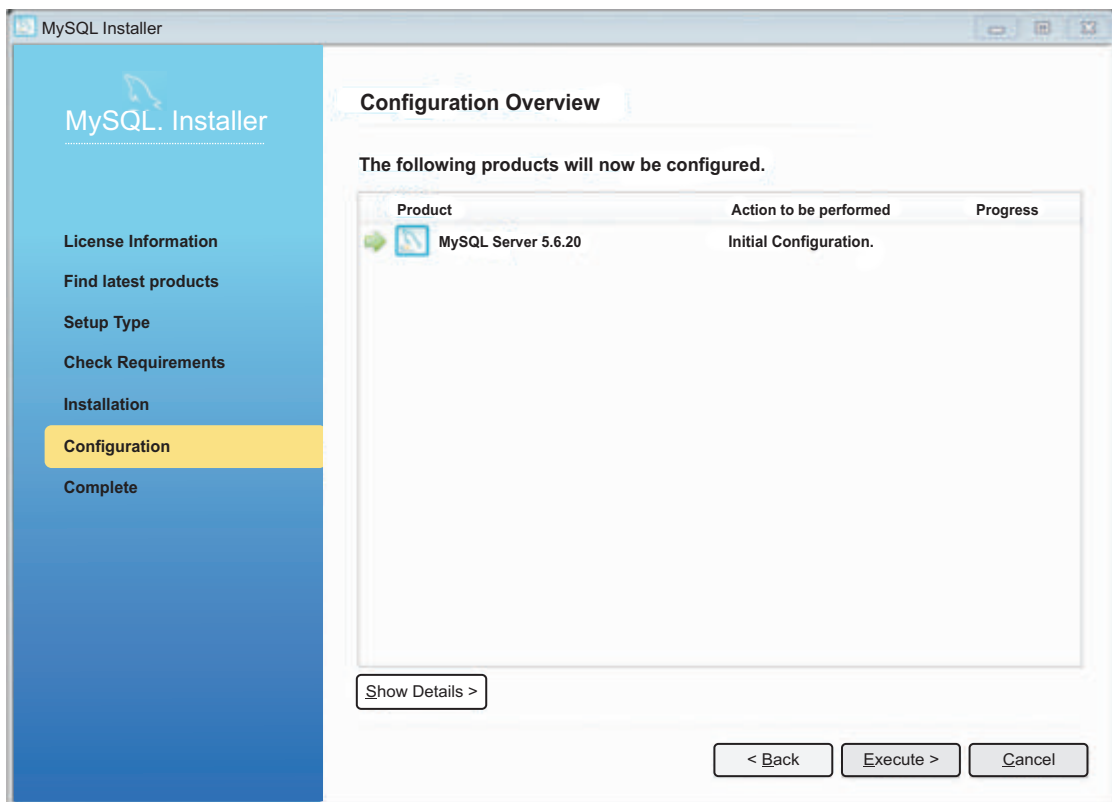 MySQL Installer
MySQL. Installer
License Information
Find latest products
Setup Type
Check Requirements
Installation
Configuration
Complete
Configuration Overview
The following products will now be configured.
Product Action to be performed Progress
MySQL Server 5.6.20 Initial Configuration.
Show Details >
< Back Execute > Cancel